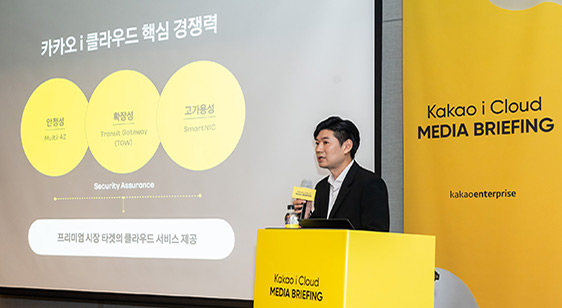 카카오 i 클라우드 핵심 경쟁력
안정성
Multi-AZ
확장성
Transit Gateway
(TGW)
고가용성
SmartNIC
Security Assurance
프리미엄 시장 타겟의 클라우드 서비스 제공
Kakao i Cloud
MEDIA BRIEFING
kakaoenterprise
Kakao i Cloud
MEDIA BRIEFING